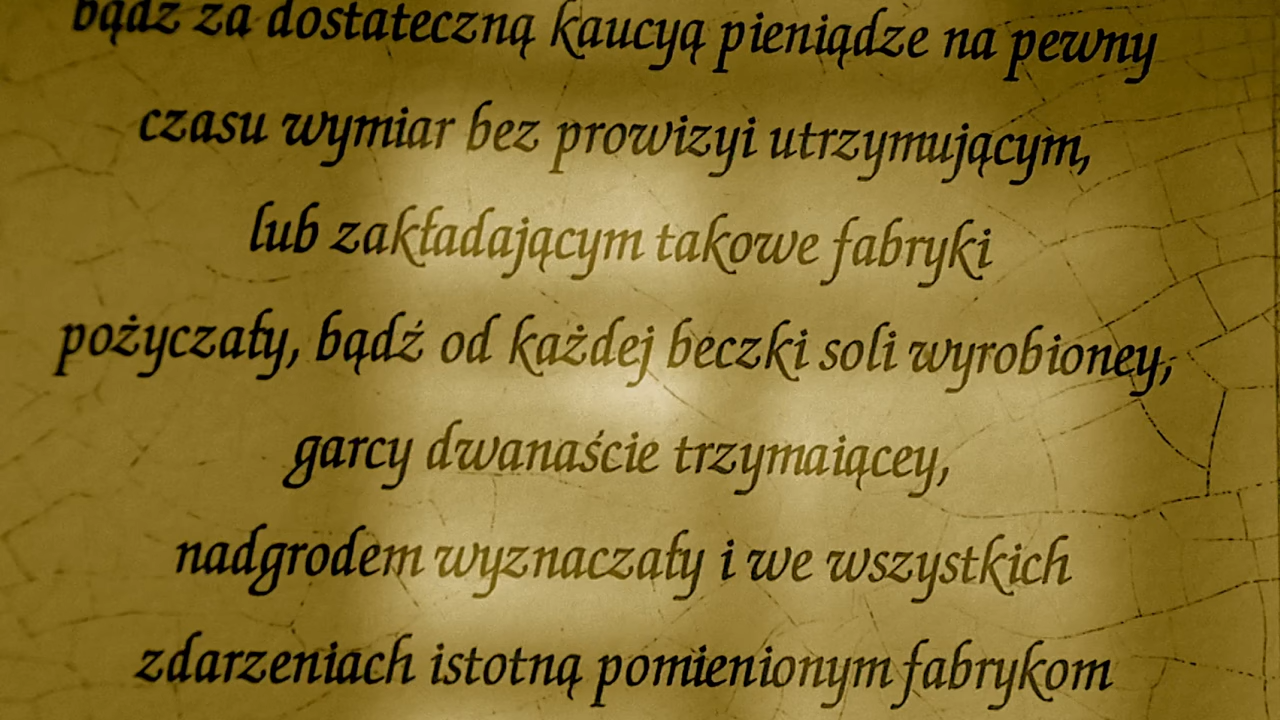 bądź za dostateczną kaucyą pieniądze na pewny
czasu wymiar bez prowizyi utrzymującym,
lub zakładającym takowe fabryki
pożyczały, bądź od każdej beczki soli wyrobioney,
garcy dwanaście trzymaiącey,
nadgrodem wyznaczały i we wszystkich
zdarzeniach istotną pomienionym fabrykom